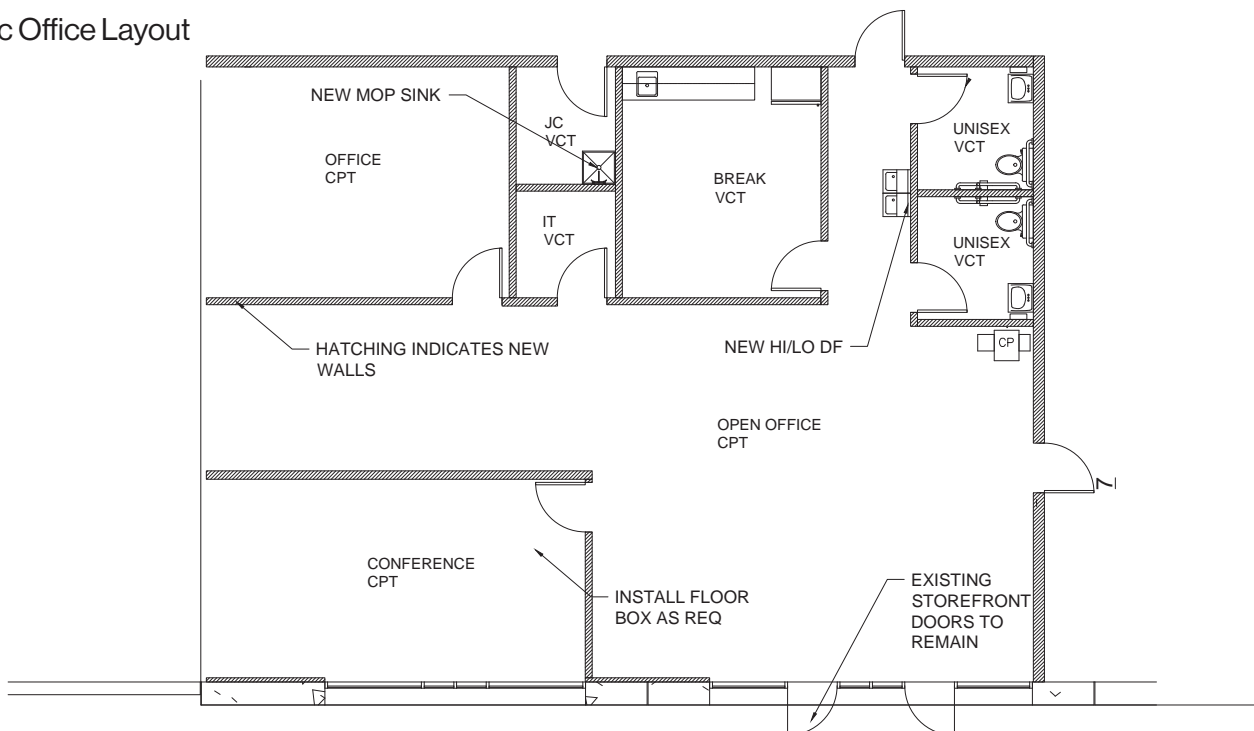 c Office Layout
NEW MOP SINK
JC
VCT
OFFICE
CPT
BREAK
VCT
UNISEX
VCT
IT
VCT
UNISEX
VCT
HATCHING INDICATES NEW
WALLS
NEW HI/LO DF
CP
OPEN OFFICE
CPT
7
CONFERENCE
CPT
INSTALL FLOOR
BOX AS REQ
EXISTING
STOREFRONT
DOORS TO
REMAIN